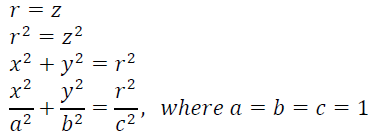 r = z
r² = z²
x² + y² = r²
x²/a² + y²/b² = r²/c², where a = b = c = 1